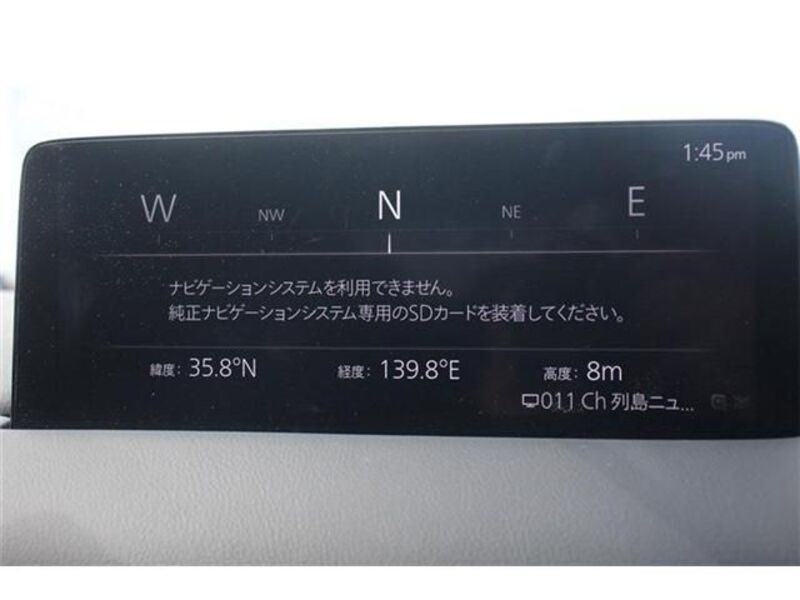 1:45pm
W NW N NE E
ナビゲーションシステムを利用できません。
純正ナビゲーションシステム専用のSDカードを装着してください。
緯度: 35.8°N 経度: 139.8°E 高度: 8m
011 Ch 列島ニュ...